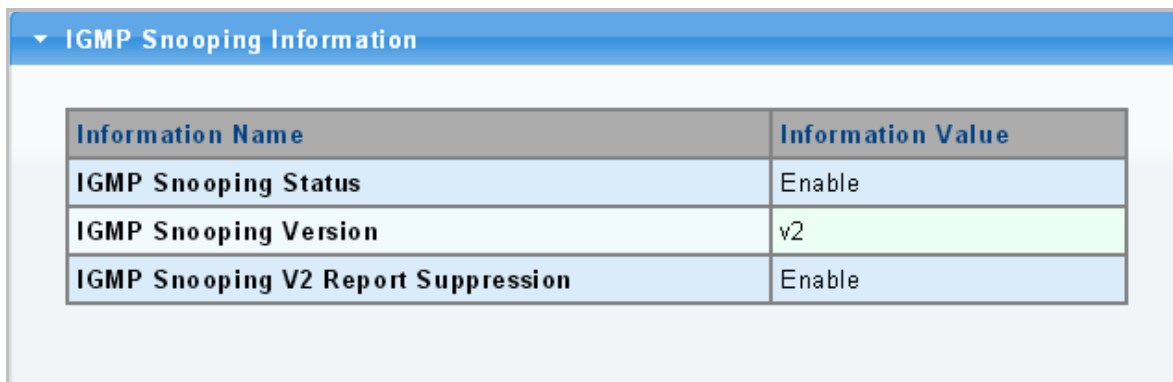 IGMP Snooping Information
Information Name Information Value
IGMP Snooping Status Enable
IGMP Snooping Version v2
IGMP Snooping V2 Report Suppression Enable